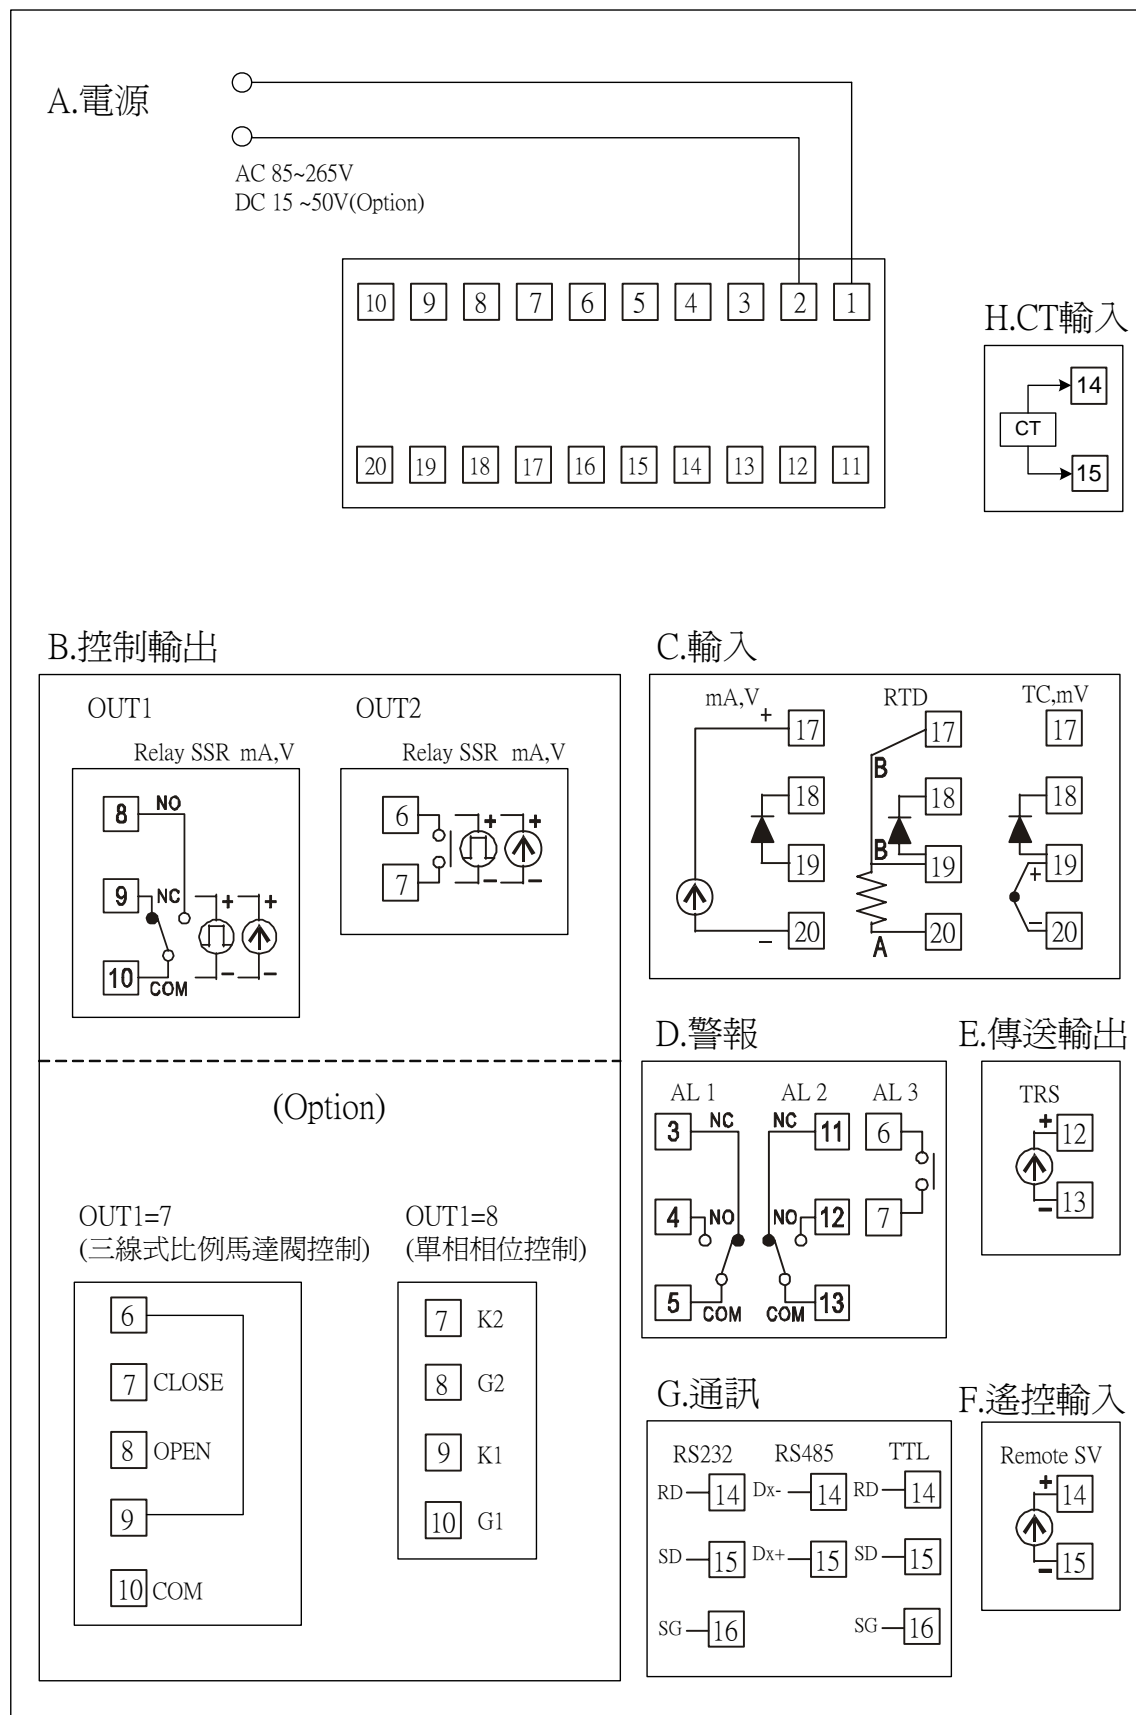 A.電源
AC 85~265V
DC 15 ~50V(Option)
10 9 8 7 6 5 4 3 2 1
20 19 18 17 16 15 14 13 12 11
H.CT輸入
14
CT
15
B.控制輸出
OUT1
Relay SSR mA,V
8 NO
9 NC + +
10 COM - -
OUT2
Relay SSR mA,V
6 + +
7 - -
(Option)
OUT1=7
(三線式比例馬達閥控制)
6
7 CLOSE
8 OPEN
9
10 COM
OUT1=8
(單相相位控制)
7 K2
8 G2
9 K1
10 G1
C.輸入
mA,V RTD TC,mV
+ 17 17 17
B
18 18 18
19 B 19 19
+
- 20 A 20 - 20
D.警報
AL 1 AL 2 AL 3
3 NC NC 11 6
4 NO NO 12 7
5 COM COM 13
E.傳送輸出
TRS
+ 12
- 13
G.通訊
RS232 RS485 TTL
RD 14 Dx- 14 RD 14
SD 15 Dx+ 15 SD 15
SG 16 SG 16
F.遙控輸入
Remote SV
+ 14
- 15